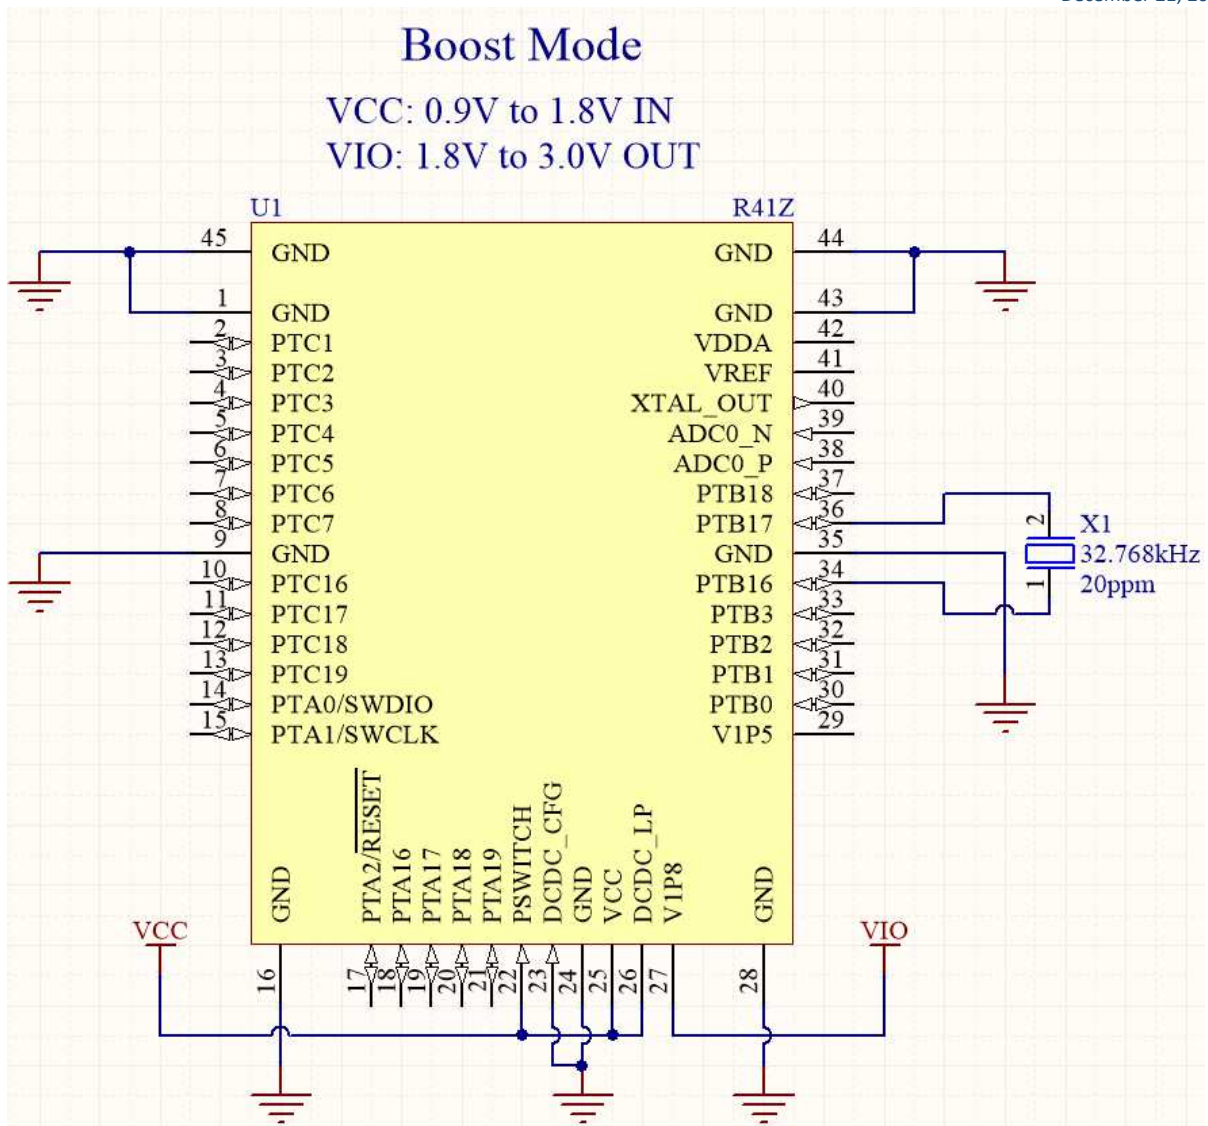 Boost Mode
VCC: 0.9V to 1.8V IN
VIO: 1.8V to 3.0V OUT
U1 R41Z
45 GND GND 44
1 GND GND 43
2 PTC1 VDDA 42
3 PTC2 VREF 41
4 PTC3 XTAL_OUT 40
5 PTC4 ADC0_N 39
6 PTC5 ADC0_P 38
7 PTC6 PTB18 37
8 PTC7 PTB17 36
9 GND GND 35
10 PTC16 PTB16 34
11 PTC17 PTB3 33
12 PTC18 PTB2 32
13 PTC19 PTB1 31
14 PTA0/SWDIO PTB0 30
15 PTA1/SWCLK V1P5 29
2 X1
32.768kHz
1 20ppm
GND
PTA2/RESET
PTA16
PTA17
PTA18
PTA19
PSWITCH
DCDC_CFG
GND
VCC
DCDC_LP
V1P8
GND
VCC
VIO
16
17
18
19
20
21
22
23
24
25
26
27
28